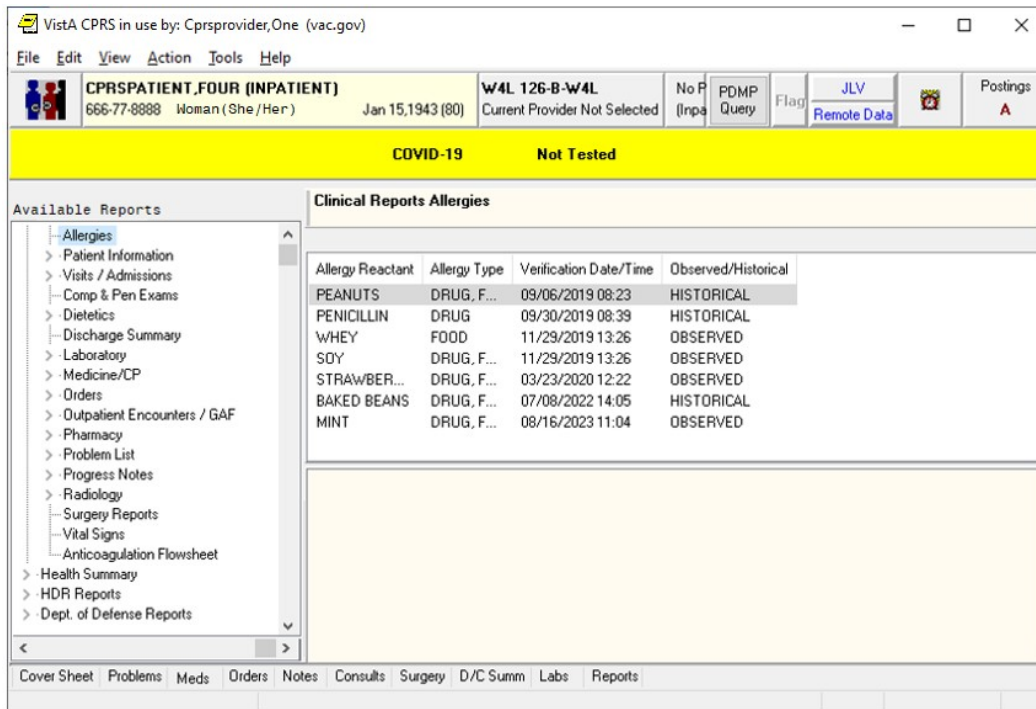 VistA CPRS in use by: Cprsprovider,One (vac.gov)
File Edit View Action Tools Help
CPRSPATIENT,FOUR (INPATIENT)
666-77-8888 Woman(She/Her) Jan 15,1943 (80)
W4L 126-B-W4L
Current Provider Not Selected
No P
(Inpa
PDMP
Query
Flag
JLV
Remote Data
Postings
A
COVID-19 Not Tested
Available Reports
Allergies
Patient Information
Visits / Admissions
Comp & Pen Exams
Dietetics
Discharge Summary
Laboratory
Medicine/CP
Orders
Outpatient Encounters / GAF
Pharmacy
Problem List
Progress Notes
Radiology
Surgery Reports
Vital Signs
Anticoagulation Flowsheet
Health Summary
HDR Reports
Dept. of Defense Reports
Clinical Reports Allergies
Allergy Reactant Allergy Type Verification Date/Time Observed/Historical
PEANUTS DRUG, F... 09/06/2019 08:23 HISTORICAL
PENICILLIN DRUG 09/30/2019 08:39 HISTORICAL
WHEY FOOD 11/29/2019 13:26 OBSERVED
SOY DRUG, F... 11/29/2019 13:26 OBSERVED
STRAWBER... DRUG, F... 03/23/2020 12:22 OBSERVED
BAKED BEANS DRUG, F... 07/08/2022 14:05 HISTORICAL
MINT DRUG, F... 08/16/2023 11:04 OBSERVED
Cover Sheet Problems Meds Orders Notes Consults Surgery D/C Summ Labs Reports